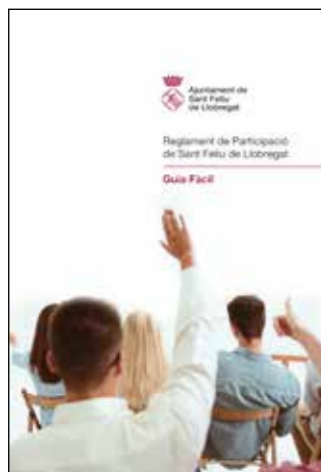 Ajuntament de
Sant Feliu
de Llobregat
Reglament de Participació
de Sant Feliu de Llobregat
Guia Fàcil